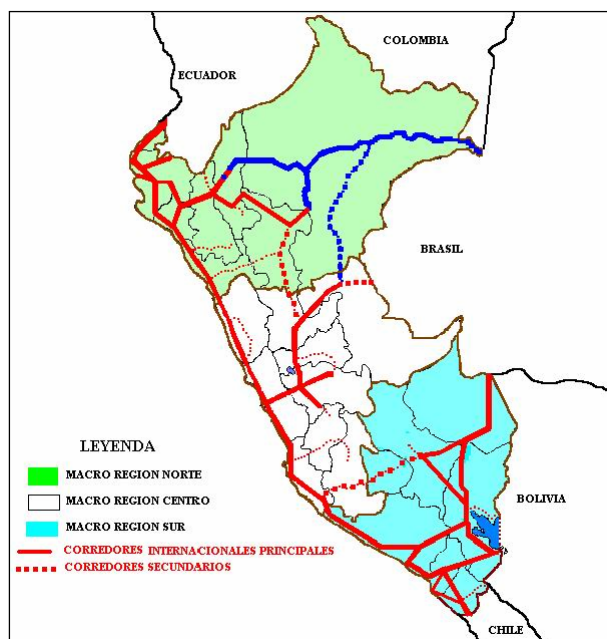 COLOMBIA
ECUADOR
BRASIL
LEYENDA
MACRO REGION NORTE
MACRO REGION CENTRO
MACRO REGION SUR
CORREDORES INTERNACIONALES PRINCIPALES
CORREDORES SECUNDARIOS
BOLIVIA
CHILE